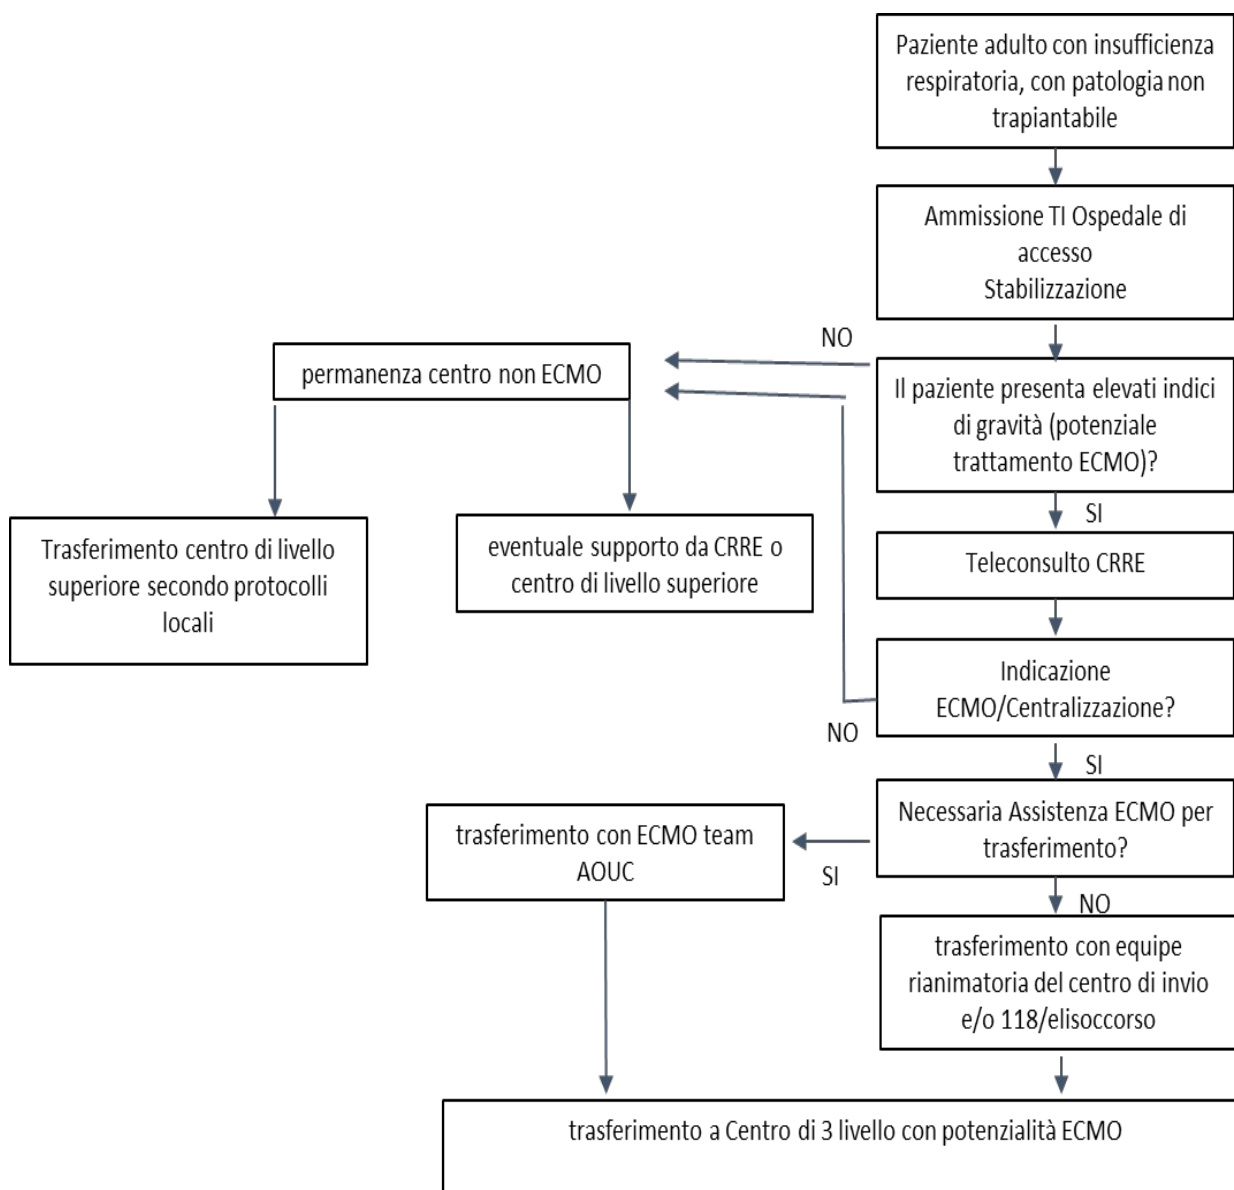 Paziente adulto con insufficienza
respiratoria, con patologia non
trapiantabile
Ammissione TI Ospedale di
accesso
Stabilizzazione
NO
permanenza centro non ECMO
Il paziente presenta elevati indici
di gravità (potenziale
trattamento ECMO)?
SI
Trasferimento centro di livello
superiore secondo protocolli
locali
eventuale supporto da CRRE o
centro di livello superiore
Teleconsulto CRRE
Indicazione
ECMO/Centralizzazione?
NO
SI
Necessaria Assistenza ECMO per
trasferimento?
SI
trasferimento con ECMO team
AOUC
NO
trasferimento con equipe
rianimatoria del centro di invio
e/o 118/elisoccorso
trasferimento a Centro di 3 livello con potenzialità ECMO